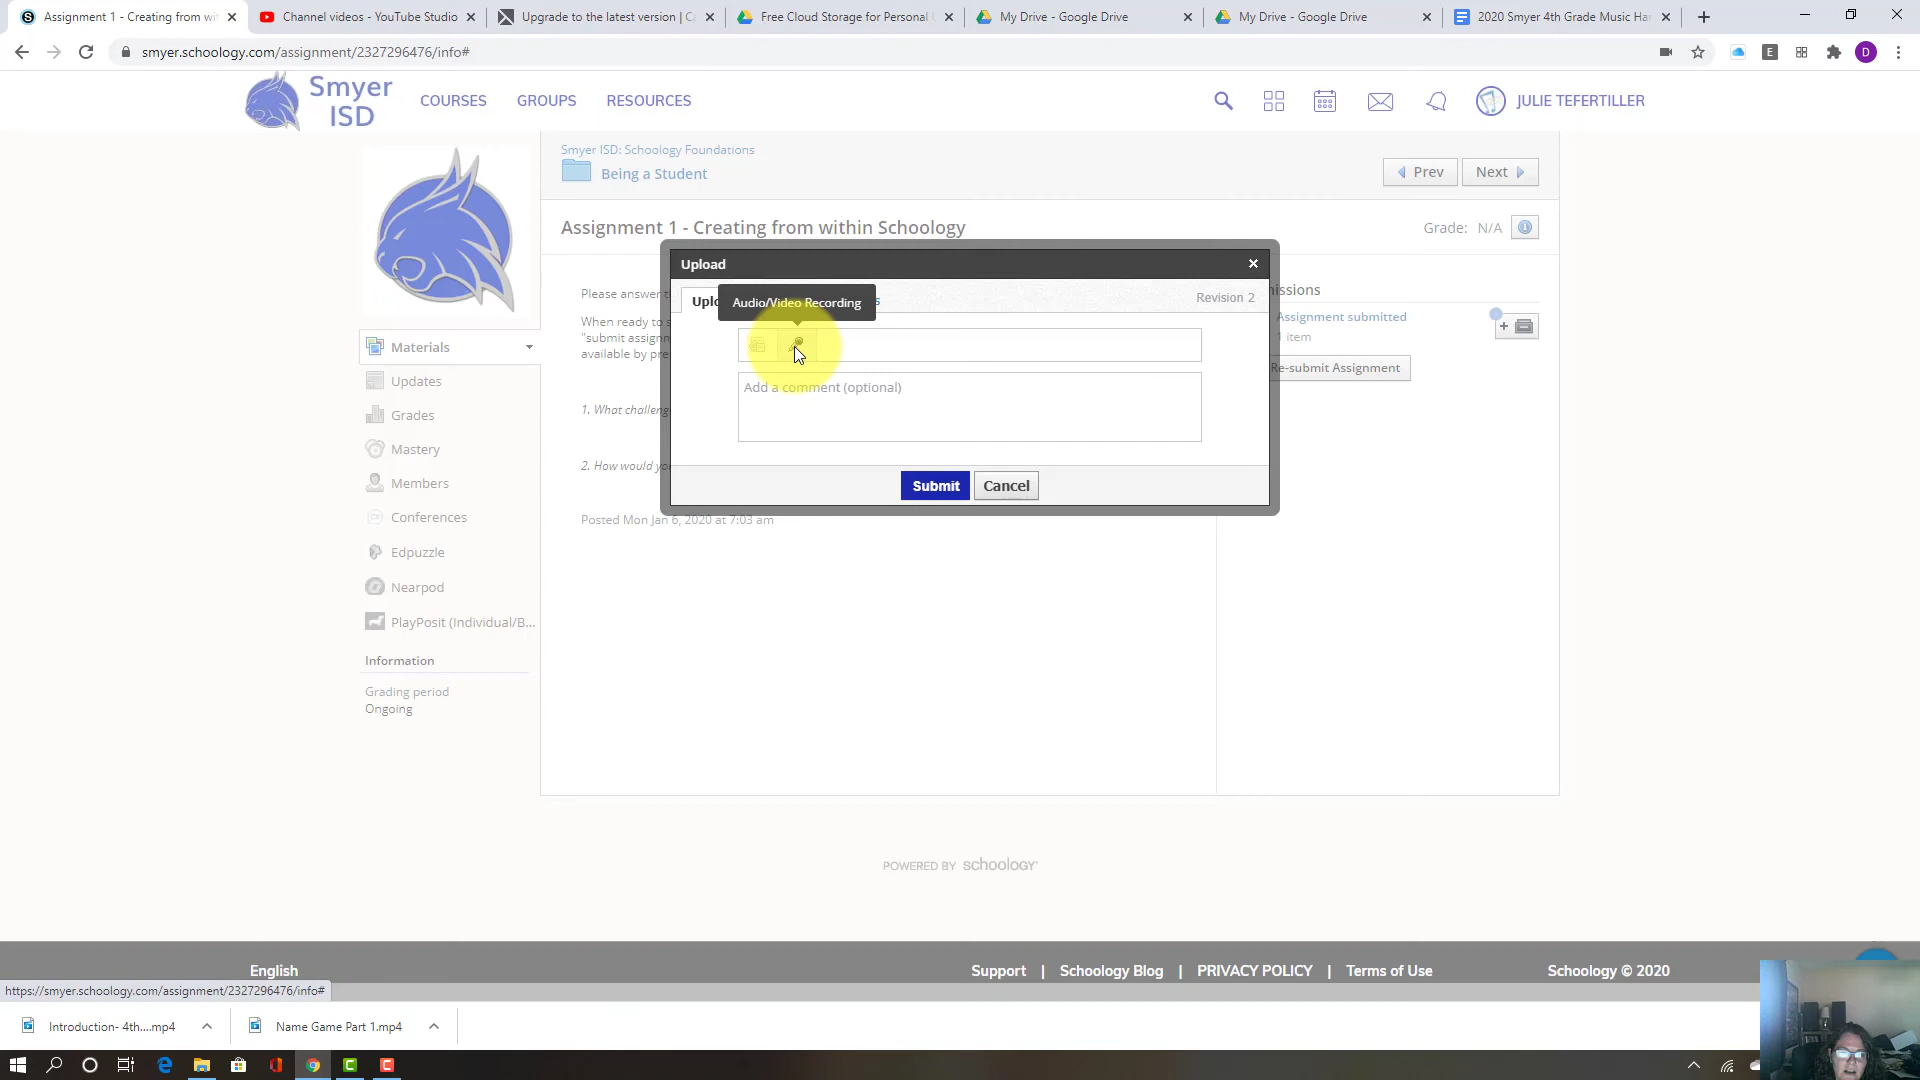 Assignment 1 - Creating from with
Channel videos - YouTube Studio
Upgrade to the latest version | C
Free Cloud Storage for Personal
My Drive - Google Drive
My Drive - Google Drive
2020 Smyer 4th Grade Music Ha
smyer.schoology.com/assignment/2327296476/info#
E
D
Smyer
ISD
COURSES
GROUPS
RESOURCES
JULIE TEFERTILLER
Smyer ISD: Schoology Foundations
Being a Student
Prev
Next
Assignment 1 - Creating from within Schoology
Grade: N/A
Upload
Audio/Video Recording
Uplo
s
Revision 2
Please answer t
When ready to s
"submit assignm
available by pre
Add a comment (optional)
1. What challeng
2. How would yo
Submit
Cancel
Posted Mon Jan 6, 2020 at 7:03 am
issions
Assignment submitted
1 item
Re-submit Assignment
Materials
Updates
Grades
Mastery
Members
Conferences
Edpuzzle
Nearpod
PlayPosit (Individual/B...
Information
Grading period
Ongoing
POWERED BY schoology
English
Support | Schoology Blog | PRIVACY POLICY | Terms of Use
Schoology © 2020
https://smyer.schoology.com/assignment/2327296476/info#
Introduction- 4th....mp4
Name Game Part 1.mp4